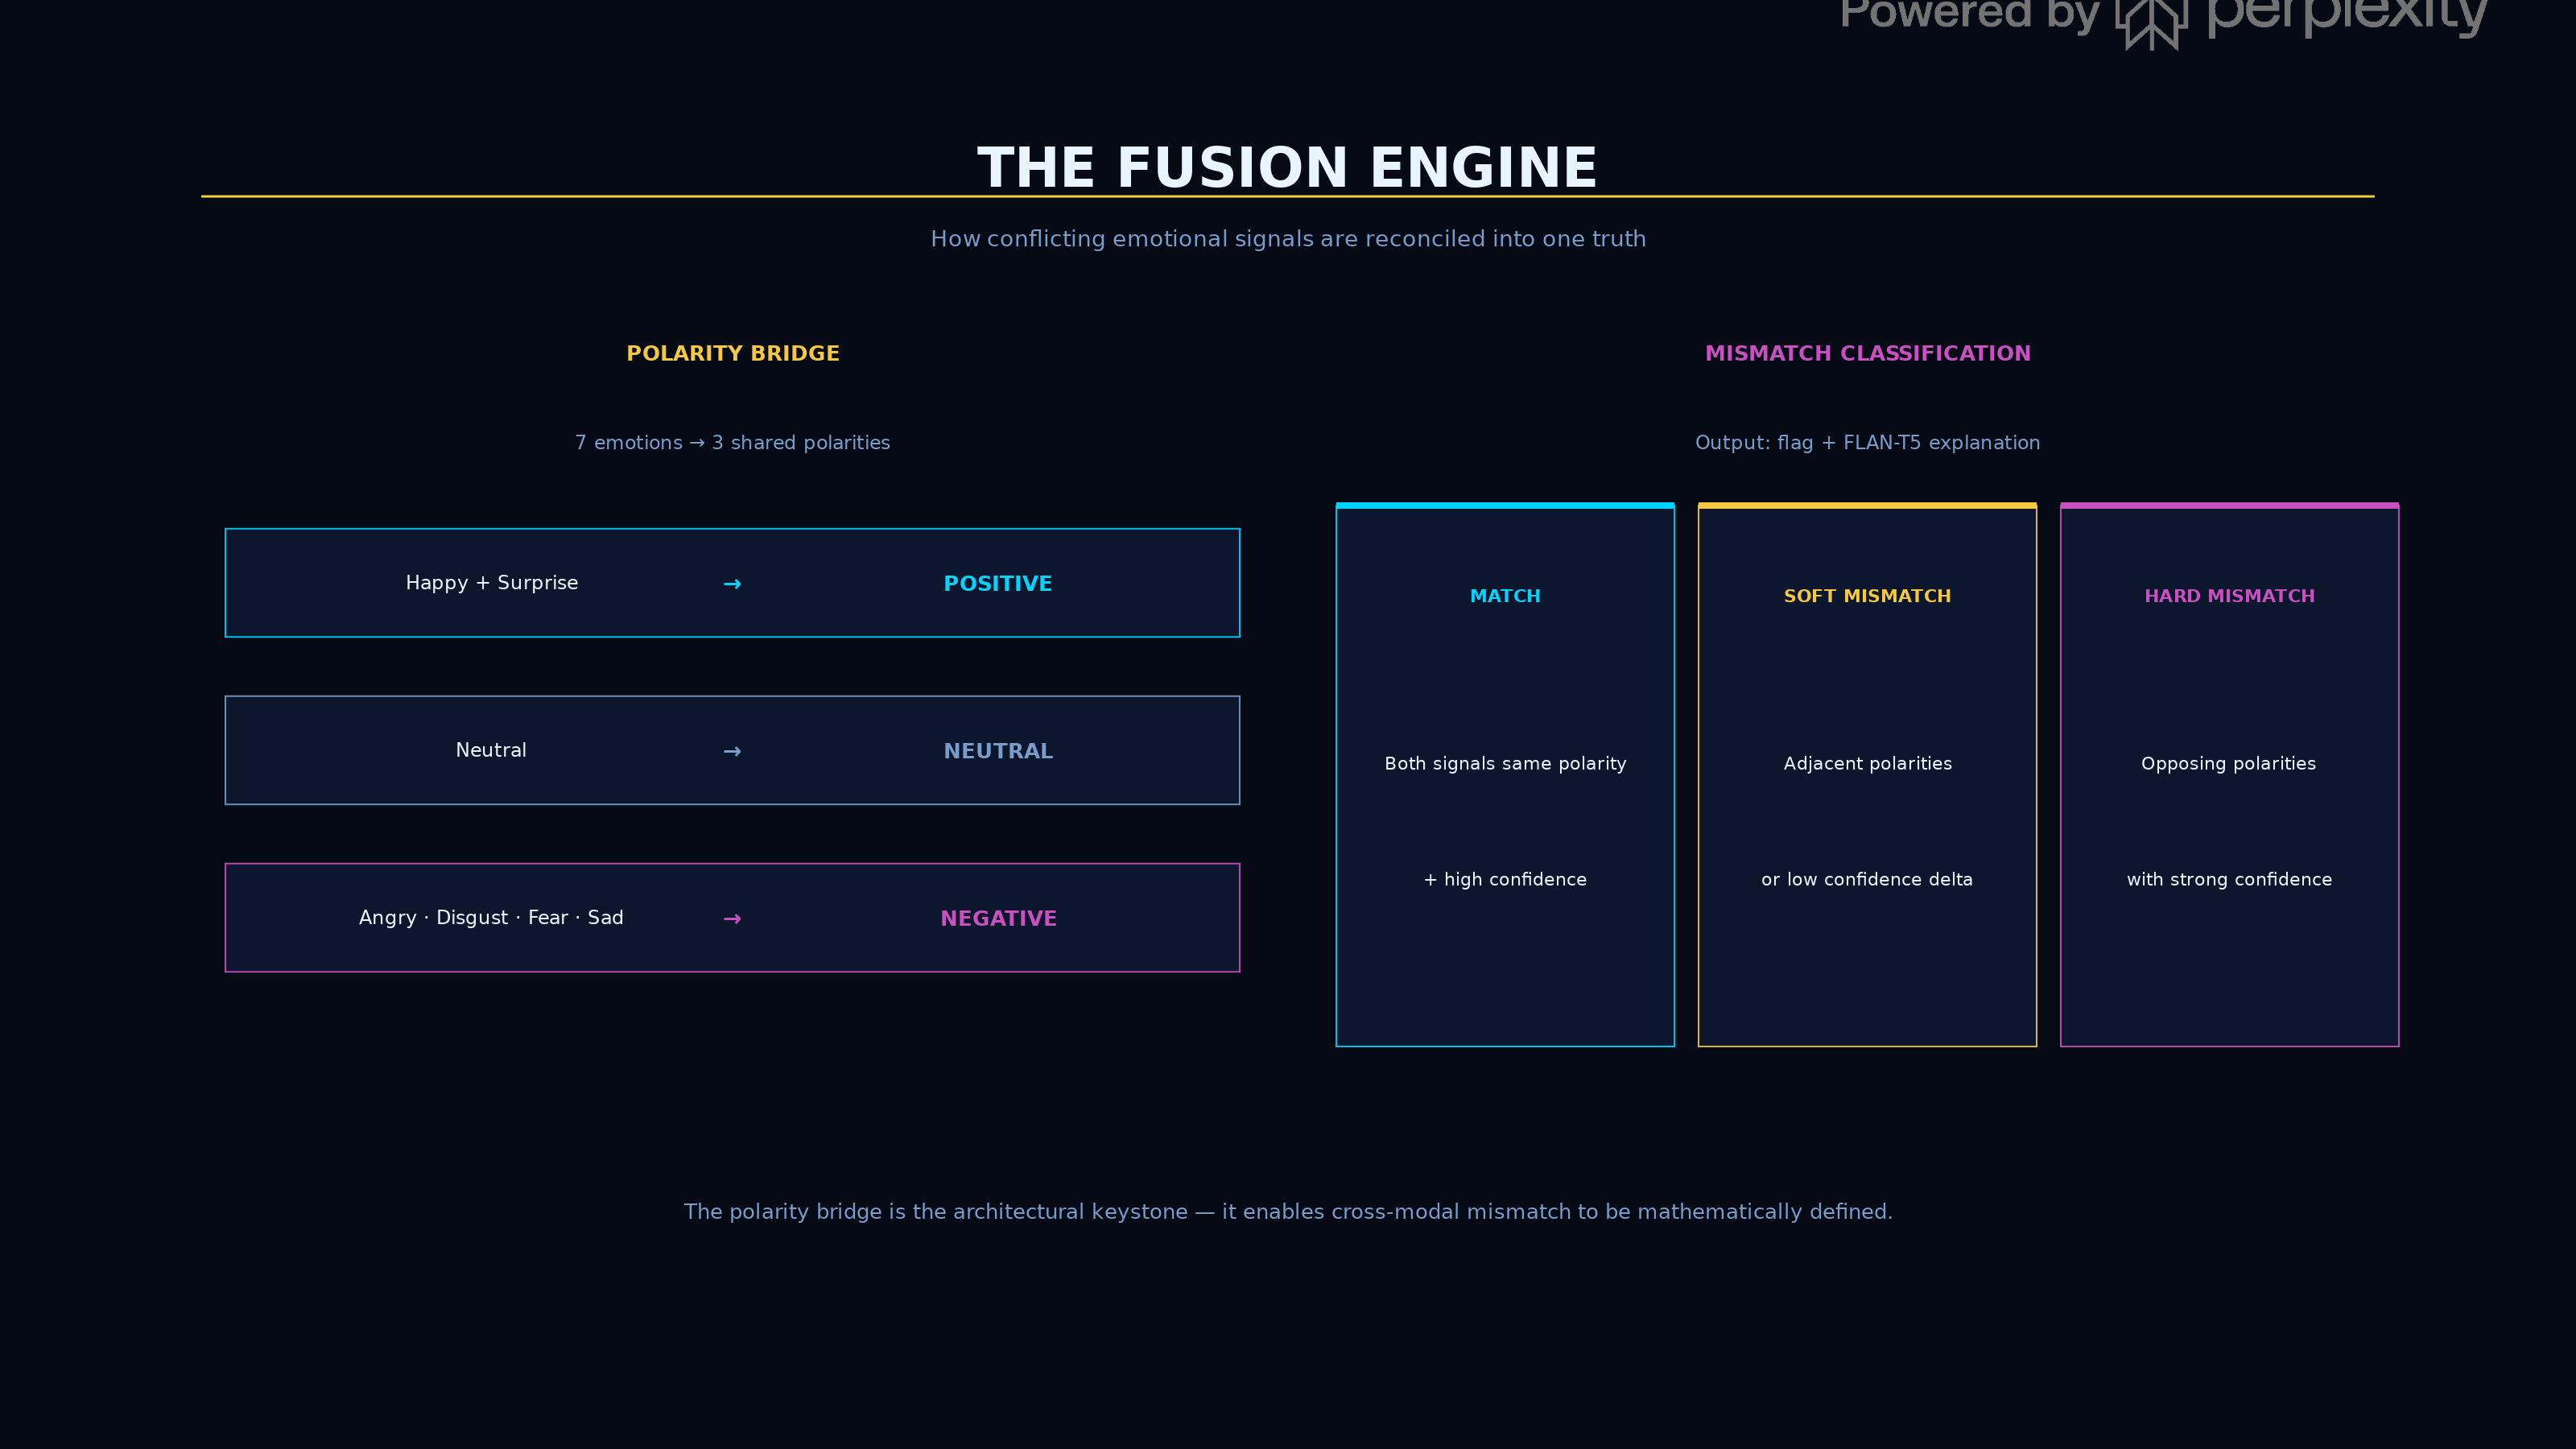 Powered by perplexity
THE FUSION ENGINE
How conflicting emotional signals are reconciled into one truth
POLARITY BRIDGE
7 emotions → 3 shared polarities
Happy + Surprise → POSITIVE
Neutral → NEUTRAL
Angry · Disgust · Fear · Sad → NEGATIVE
MISMATCH CLASSIFICATION
Output: flag + FLAN-T5 explanation
MATCH
Both signals same polarity
+ high confidence
SOFT MISMATCH
Adjacent polarities
or low confidence delta
HARD MISMATCH
Opposing polarities
with strong confidence
The polarity bridge is the architectural keystone — it enables cross-modal mismatch to be mathematically defined.